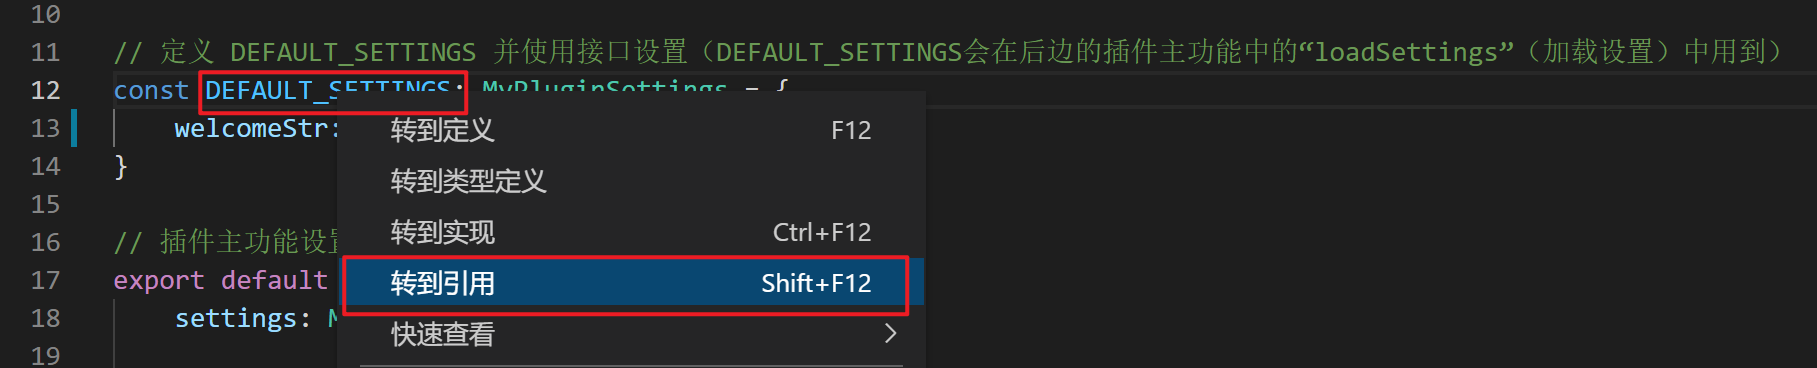 10
11 // 定义 DEFAULT_SETTINGS 并使用接口设置（DEFAULT_SETTINGS会在后边的插件主功能中的“loadSettings”（加载设置）中用到）
12 const DEFAULT_SETTINGS: MyPluginSettings = {
13 welcomeStr:
转到定义 F12
14 }
转到类型定义
15
16 // 插件主功能设置
转到实现 Ctrl+F12
17 export default
转到引用 Shift+F12
18 settings: M
快速查看
19